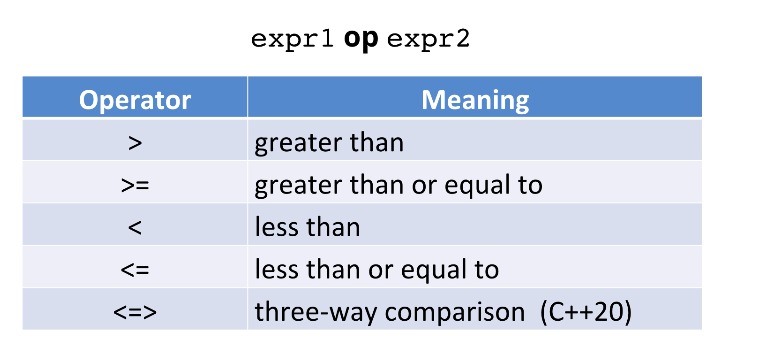 expr1 op expr2
Operator Meaning
> greater than
>= greater than or equal to
< less than
<= less than or equal to
<=> three-way comparison (C++20)